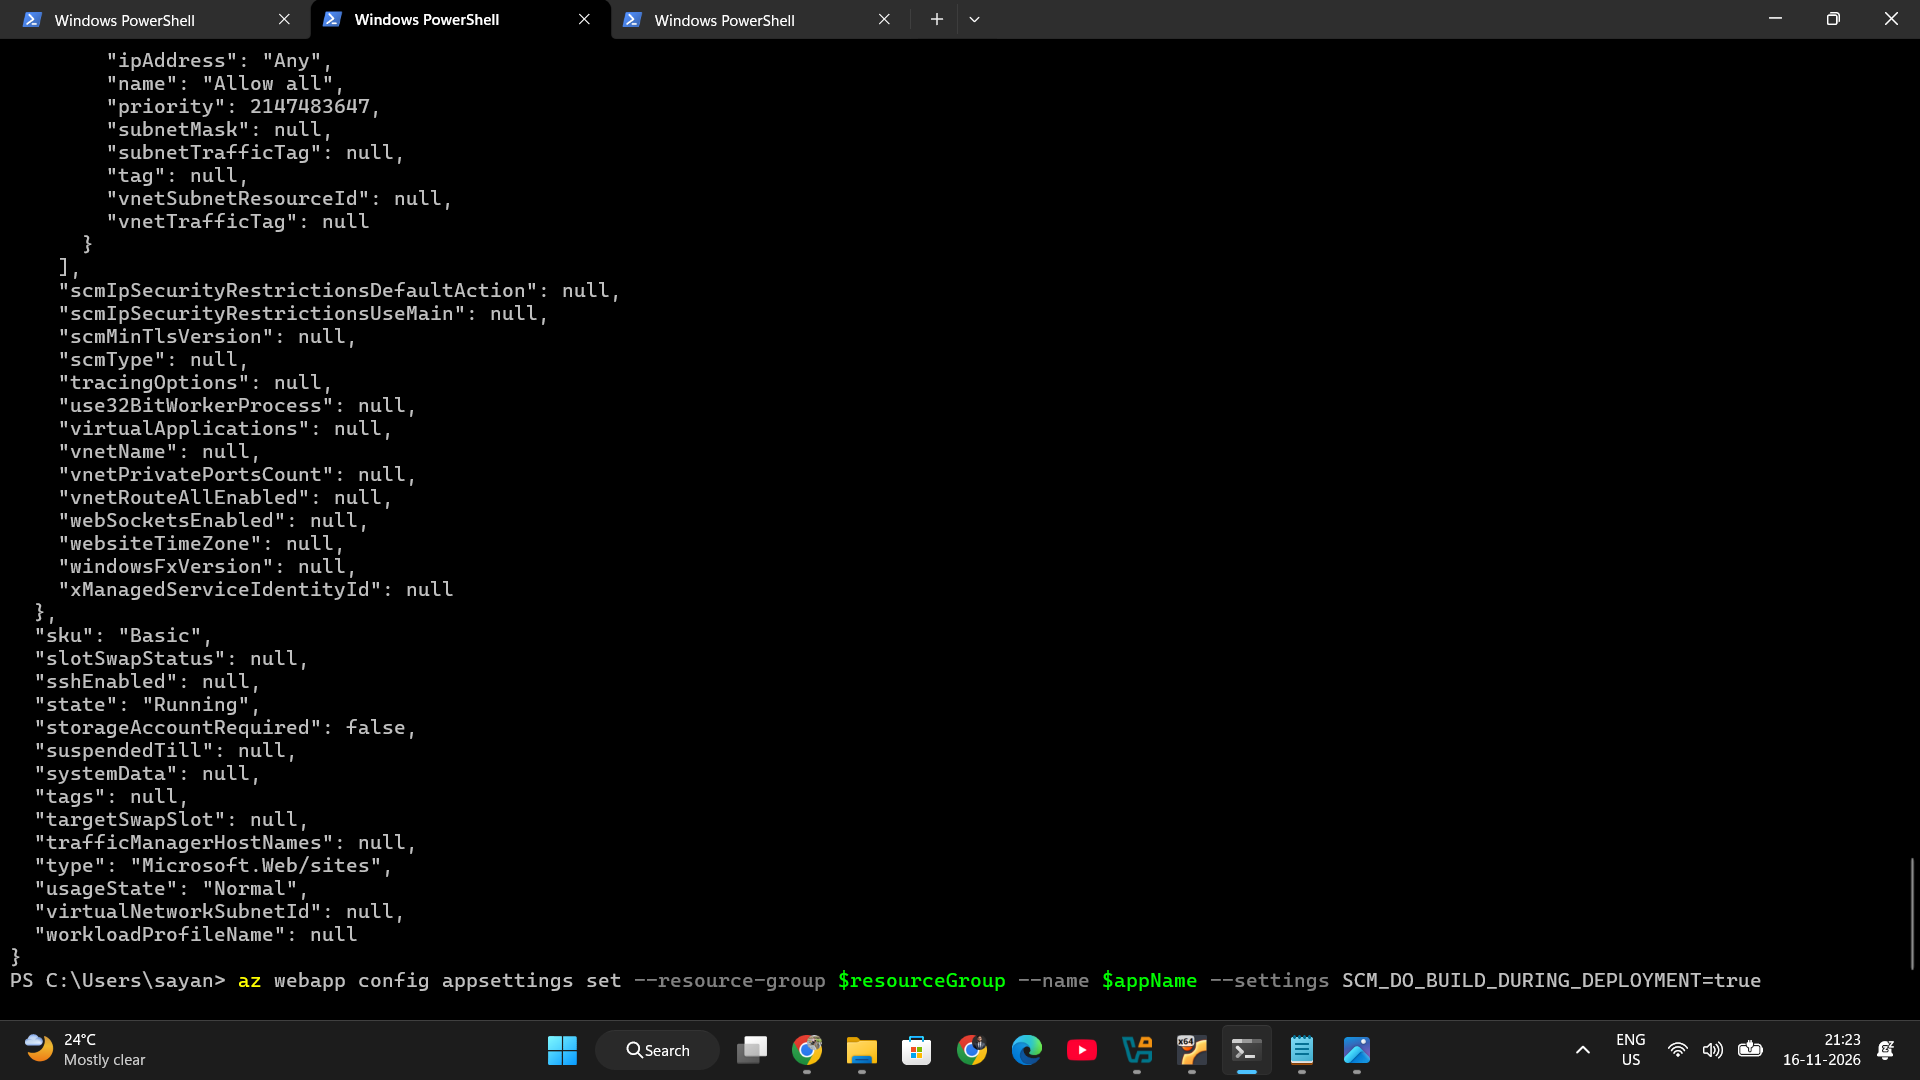 Windows PowerShell
Windows PowerShell
Windows PowerShell
"ipAddress": "Any",
"name": "Allow all",
"priority": 2147483647,
"subnetMask": null,
"subnetTrafficTag": null,
"tag": null,
"vnetSubnetResourceId": null,
"vnetTrafficTag": null
}
],
"scmIpSecurityRestrictionsDefaultAction": null,
"scmIpSecurityRestrictionsUseMain": null,
"scmMinTlsVersion": null,
"scmType": null,
"tracingOptions": null,
"use32BitWorkerProcess": null,
"virtualApplications": null,
"vnetName": null,
"vnetPrivatePortsCount": null,
"vnetRouteAllEnabled": null,
"webSocketsEnabled": null,
"websiteTimeZone": null,
"windowsFxVersion": null,
"xManagedServiceIdentityId": null
},
"sku": "Basic",
"slotSwapStatus": null,
"sshEnabled": null,
"state": "Running",
"storageAccountRequired": false,
"suspendedTill": null,
"systemData": null,
"tags": null,
"targetSwapSlot": null,
"trafficManagerHostNames": null,
"type": "Microsoft.Web/sites",
"usageState": "Normal",
"virtualNetworkSubnetId": null,
"workloadProfileName": null
}
PS C:\Users\sayan> az webapp config appsettings set --resource-group $resourceGroup --name $appName --settings SCM_DO_BUILD_DURING_DEPLOYMENT=true
24°C
Mostly clear
Search
x64
ENG
US
21:23
16-11-2026